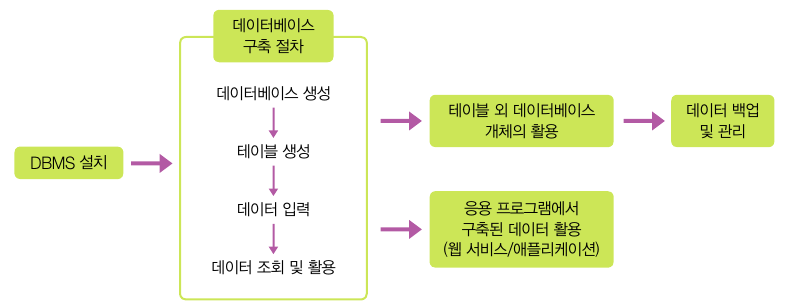 DBMS 설치
데이터베이스
구축 절차
데이터베이스 생성
테이블 생성
데이터 입력
데이터 조회 및 활용
테이블 외 데이터베이스
개체의 활용
데이터 백업
및 관리
응용 프로그램에서
구축된 데이터 활용
(웹 서비스/애플리케이션)